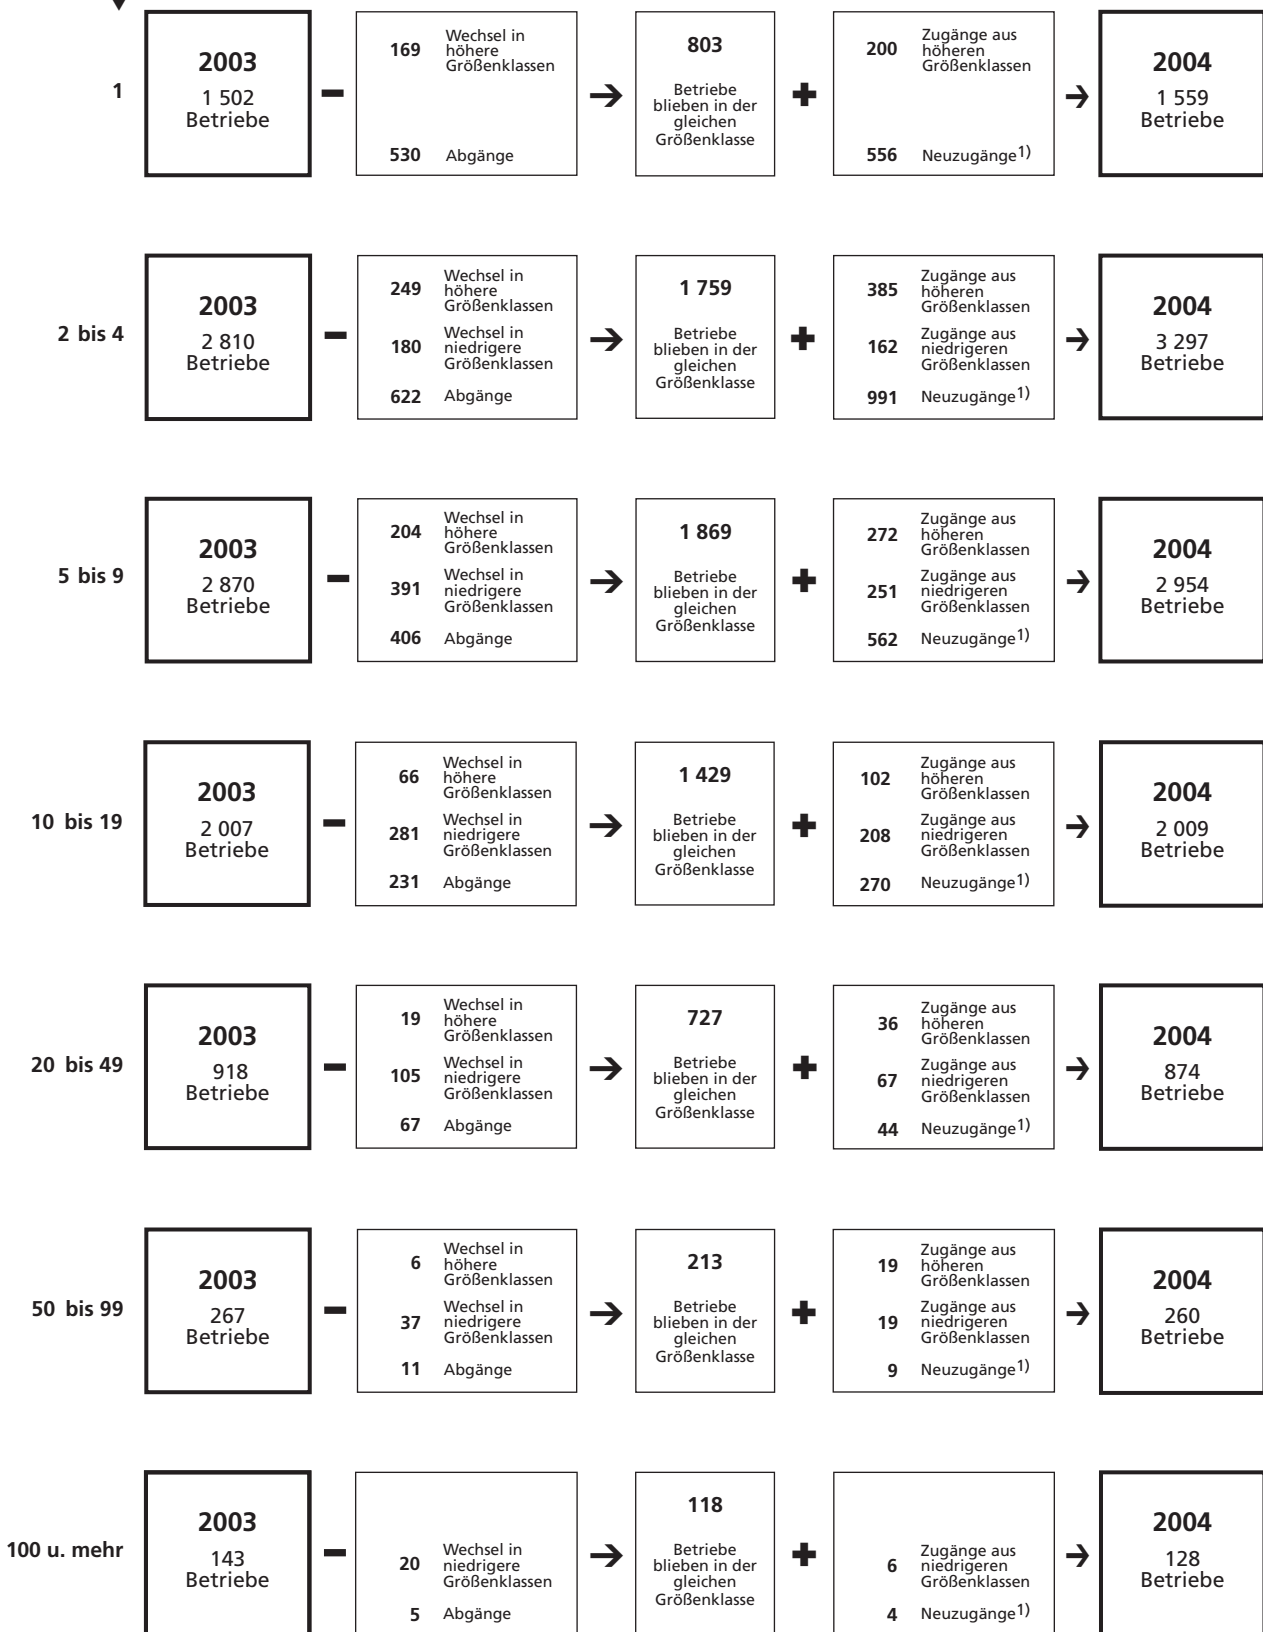 1
2003
1 502
Betriebe
169 Wechsel in
höhere
Größenklassen
530 Abgänge
803
Betriebe
blieben in der
gleichen
Größenklasse
200 Zugänge aus
höheren
Größenklassen
556 Neuzugänge1)
2004
1 559
Betriebe
2 bis 4
2003
2 810
Betriebe
249 Wechsel in
höhere
Größenklassen
180 Wechsel in
niedrigere
Größenklassen
622 Abgänge
1 759
Betriebe
blieben in der
gleichen
Größenklasse
385 Zugänge aus
höheren
Größenklassen
162 Zugänge aus
niedrigeren
Größenklassen
991 Neuzugänge1)
2004
3 297
Betriebe
5 bis 9
2003
2 870
Betriebe
204 Wechsel in
höhere
Größenklassen
391 Wechsel in
niedrigere
Größenklassen
406 Abgänge
1 869
Betriebe
blieben in der
gleichen
Größenklasse
272 Zugänge aus
höheren
Größenklassen
251 Zugänge aus
niedrigeren
Größenklassen
562 Neuzugänge1)
2004
2 954
Betriebe
10 bis 19
2003
2 007
Betriebe
66 Wechsel in
höhere
Größenklassen
281 Wechsel in
niedrigere
Größenklassen
231 Abgänge
1 429
Betriebe
blieben in der
gleichen
Größenklasse
102 Zugänge aus
höheren
Größenklassen
208 Zugänge aus
niedrigeren
Größenklassen
270 Neuzugänge1)
2004
2 009
Betriebe
20 bis 49
2003
918
Betriebe
19 Wechsel in
höhere
Größenklassen
105 Wechsel in
niedrigere
Größenklassen
67 Abgänge
727
Betriebe
blieben in der
gleichen
Größenklasse
36 Zugänge aus
höheren
Größenklassen
67 Zugänge aus
niedrigeren
Größenklassen
44 Neuzugänge1)
2004
874
Betriebe
50 bis 99
2003
267
Betriebe
6 Wechsel in
höhere
Größenklassen
37 Wechsel in
niedrigere
Größenklassen
11 Abgänge
213
Betriebe
blieben in der
gleichen
Größenklasse
19 Zugänge aus
höheren
Größenklassen
19 Zugänge aus
niedrigeren
Größenklassen
9 Neuzugänge1)
2004
260
Betriebe
100 u. mehr
2003
143
Betriebe
20 Wechsel in
niedrigere
Größenklassen
5 Abgänge
118
Betriebe
blieben in der
gleichen
Größenklasse
6 Zugänge aus
niedrigeren
Größenklassen
4 Neuzugänge1)
2004
128
Betriebe